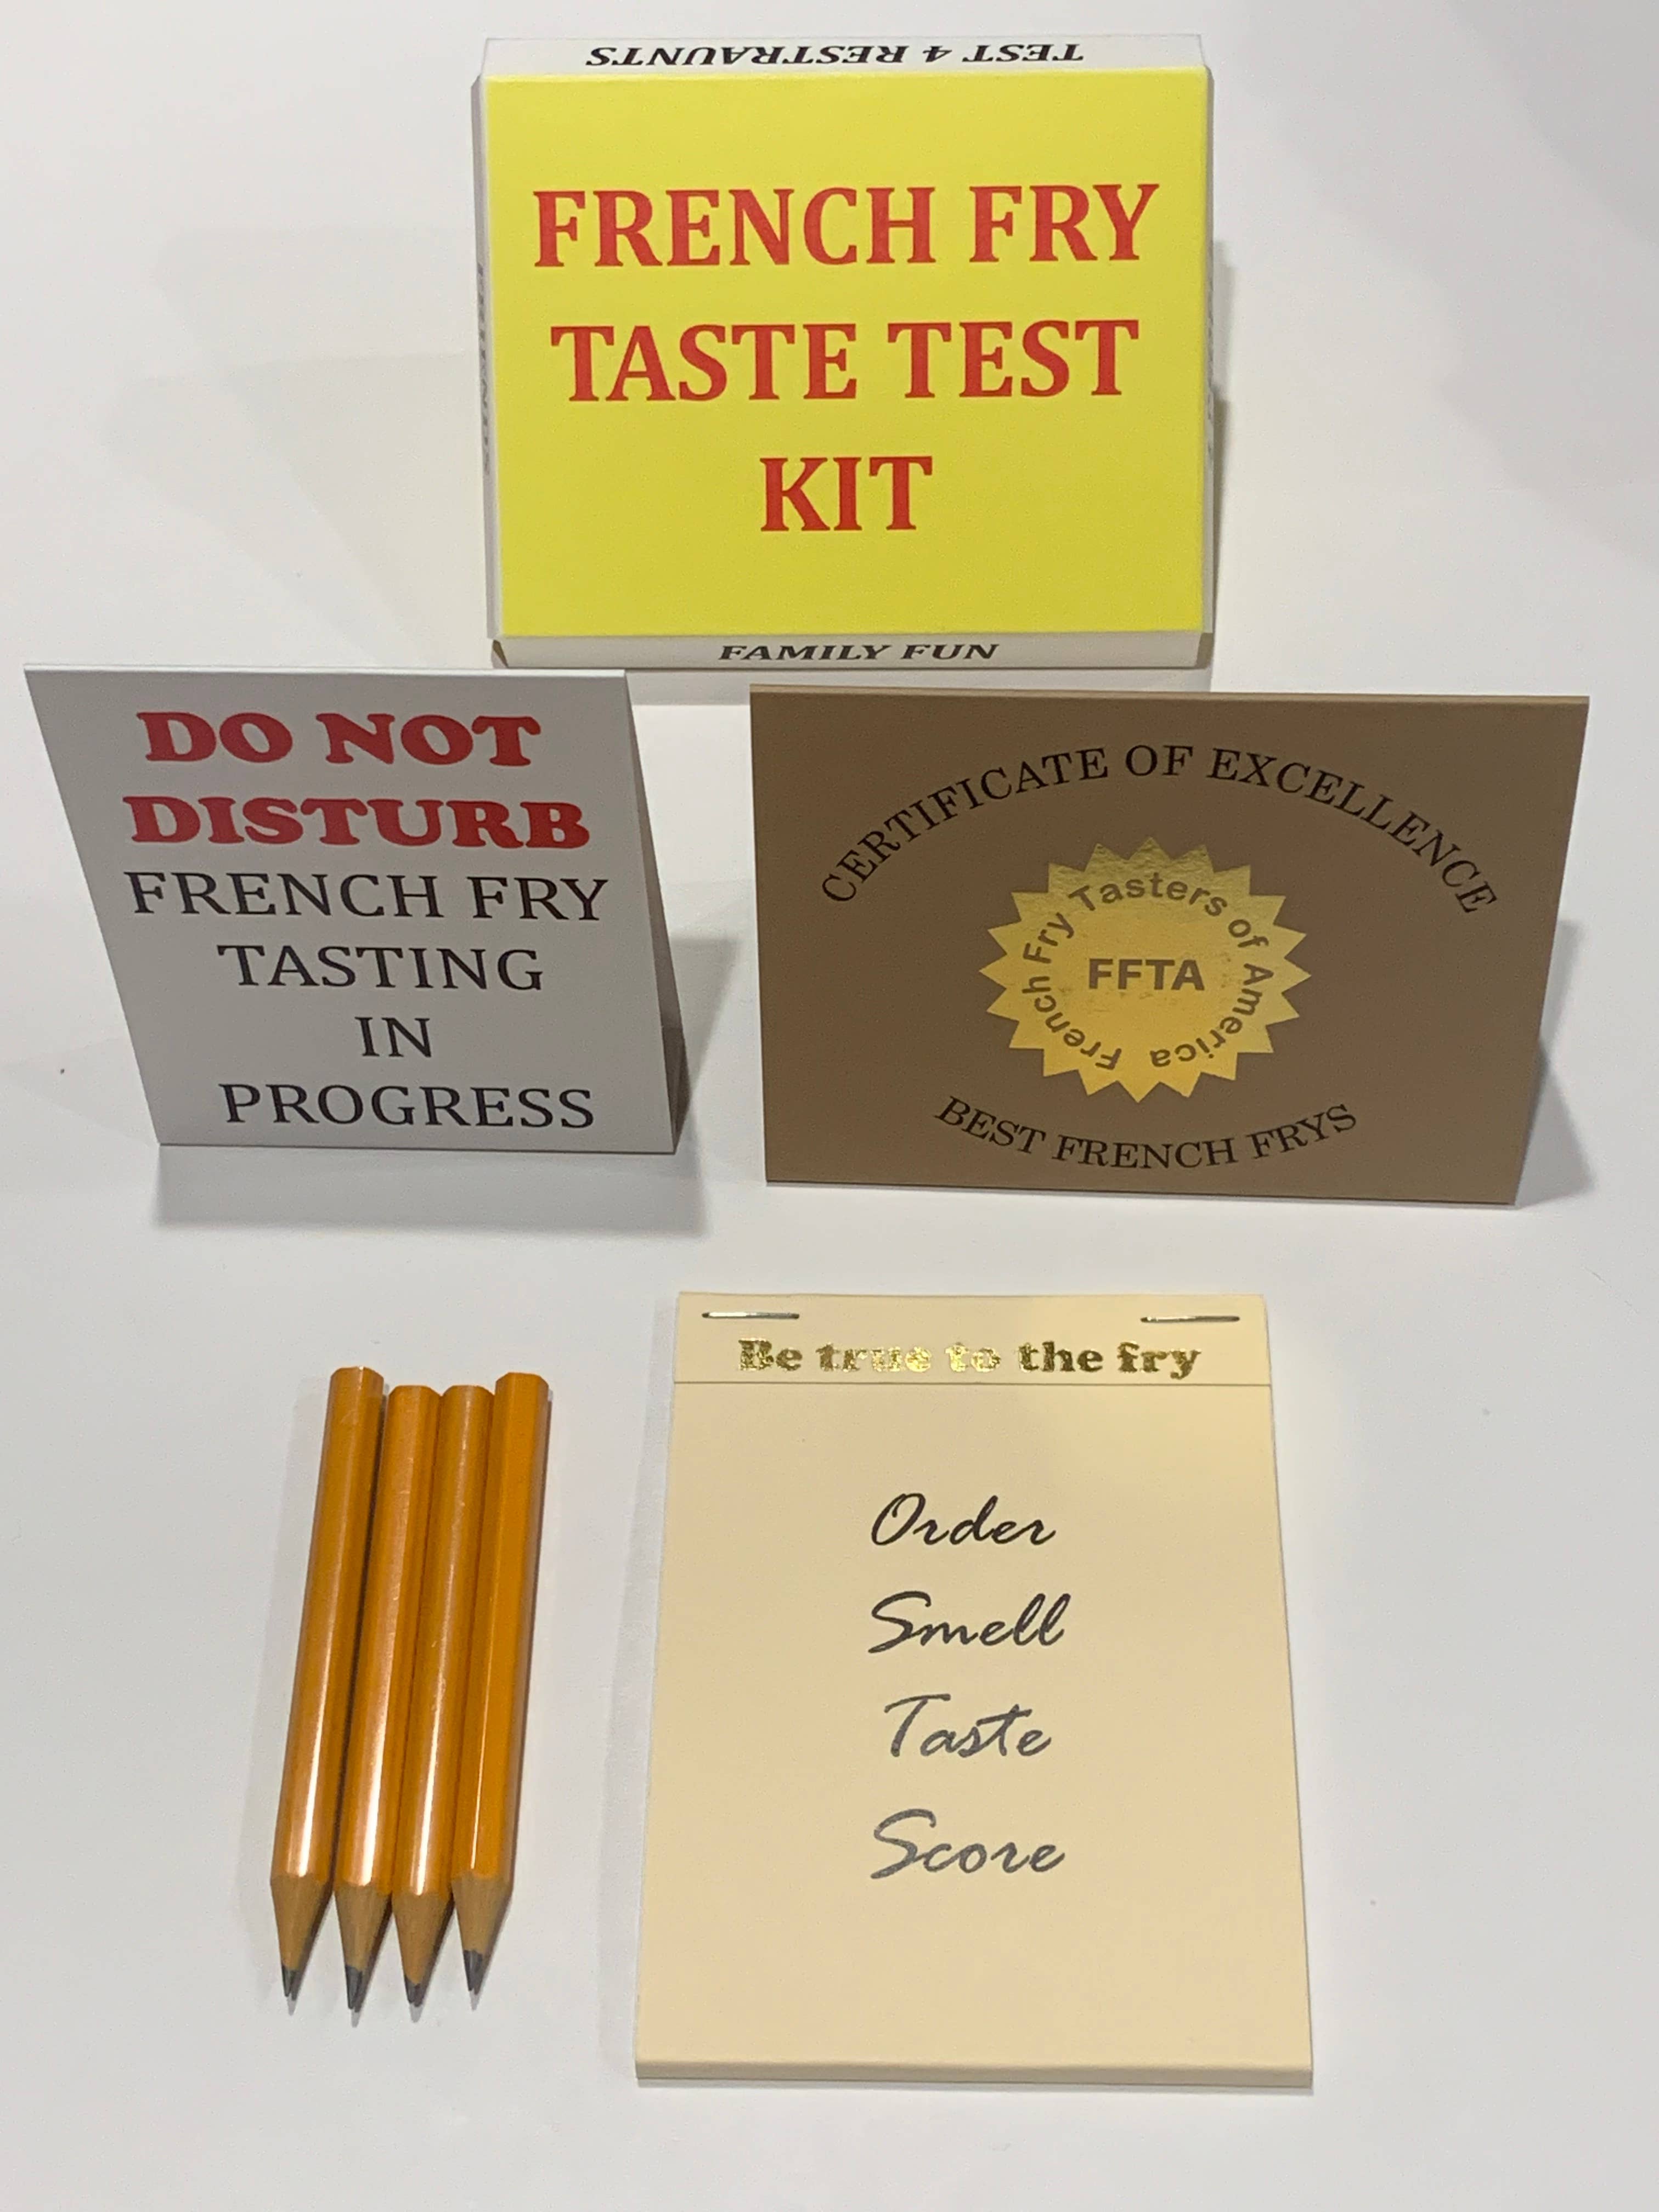 TEST 4 RESTRAUNTS
FRENCH FRY
TASTE TEST
KIT
FAMILY FUN
DO NOT
DISTURB
FRENCH FRY
TASTING
IN
PROGRESS
CERTIFICATE OF EXCELLENCE
French Fry Tasters of America
FFTA
BEST FRENCH FRYS
Be true to the fry
Order
Smell
Taste
Score